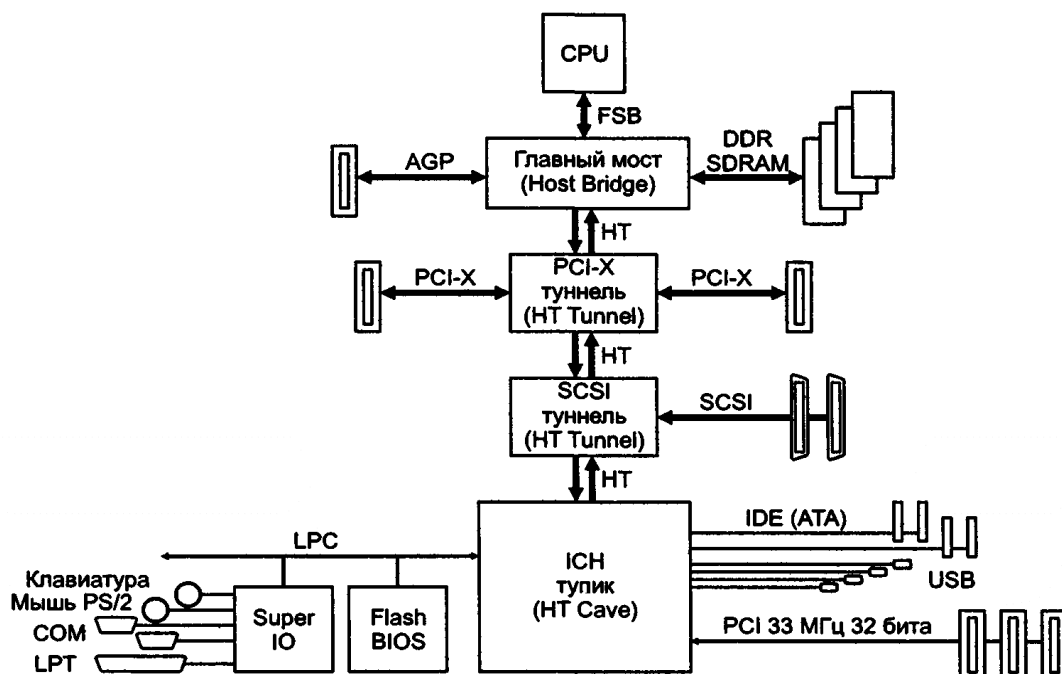 CPU
FSB
AGP
Главный мост
(Host Bridge)
DDR
SDRAM
HT
PCI-X
PCI-X
туннель
(HT Tunnel)
PCI-X
HT
SCSI
туннель
(HT Tunnel)
SCSI
HT
LPC
ICH
тупик
(HT Cave)
IDE (ATA)
USB
Клавиатура
Мышь PS/2
COM
LPT
Super
IO
Flash
BIOS
PCI 33 МГц 32 бита